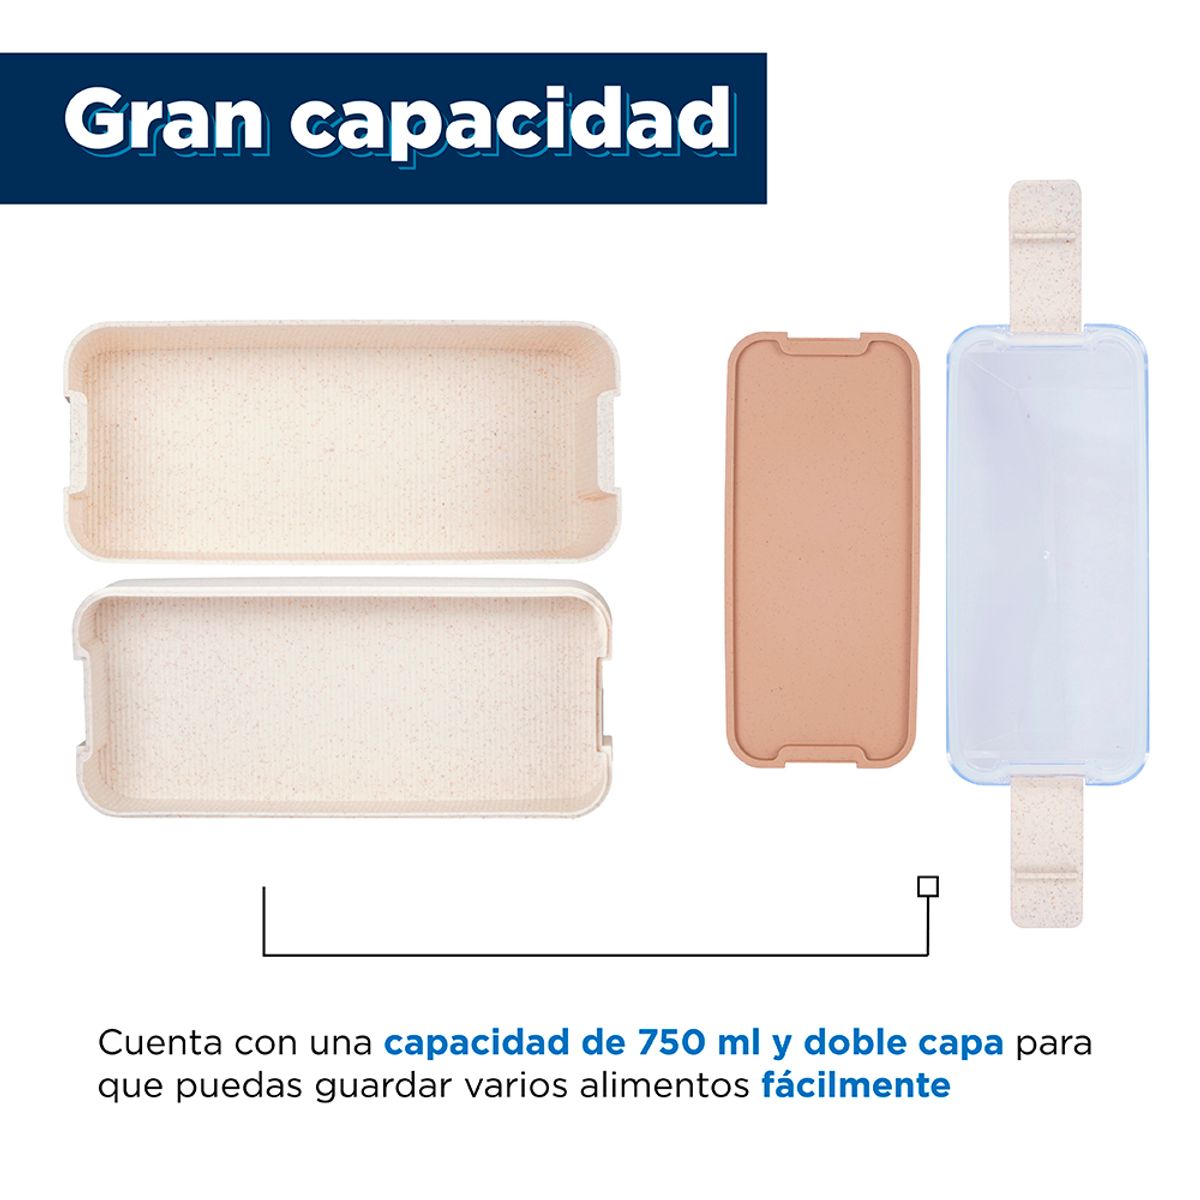 Gran capacidad
Cuenta con una capacidad de 750 ml y doble capa para
que puedas guardar varios alimentos fácilmente